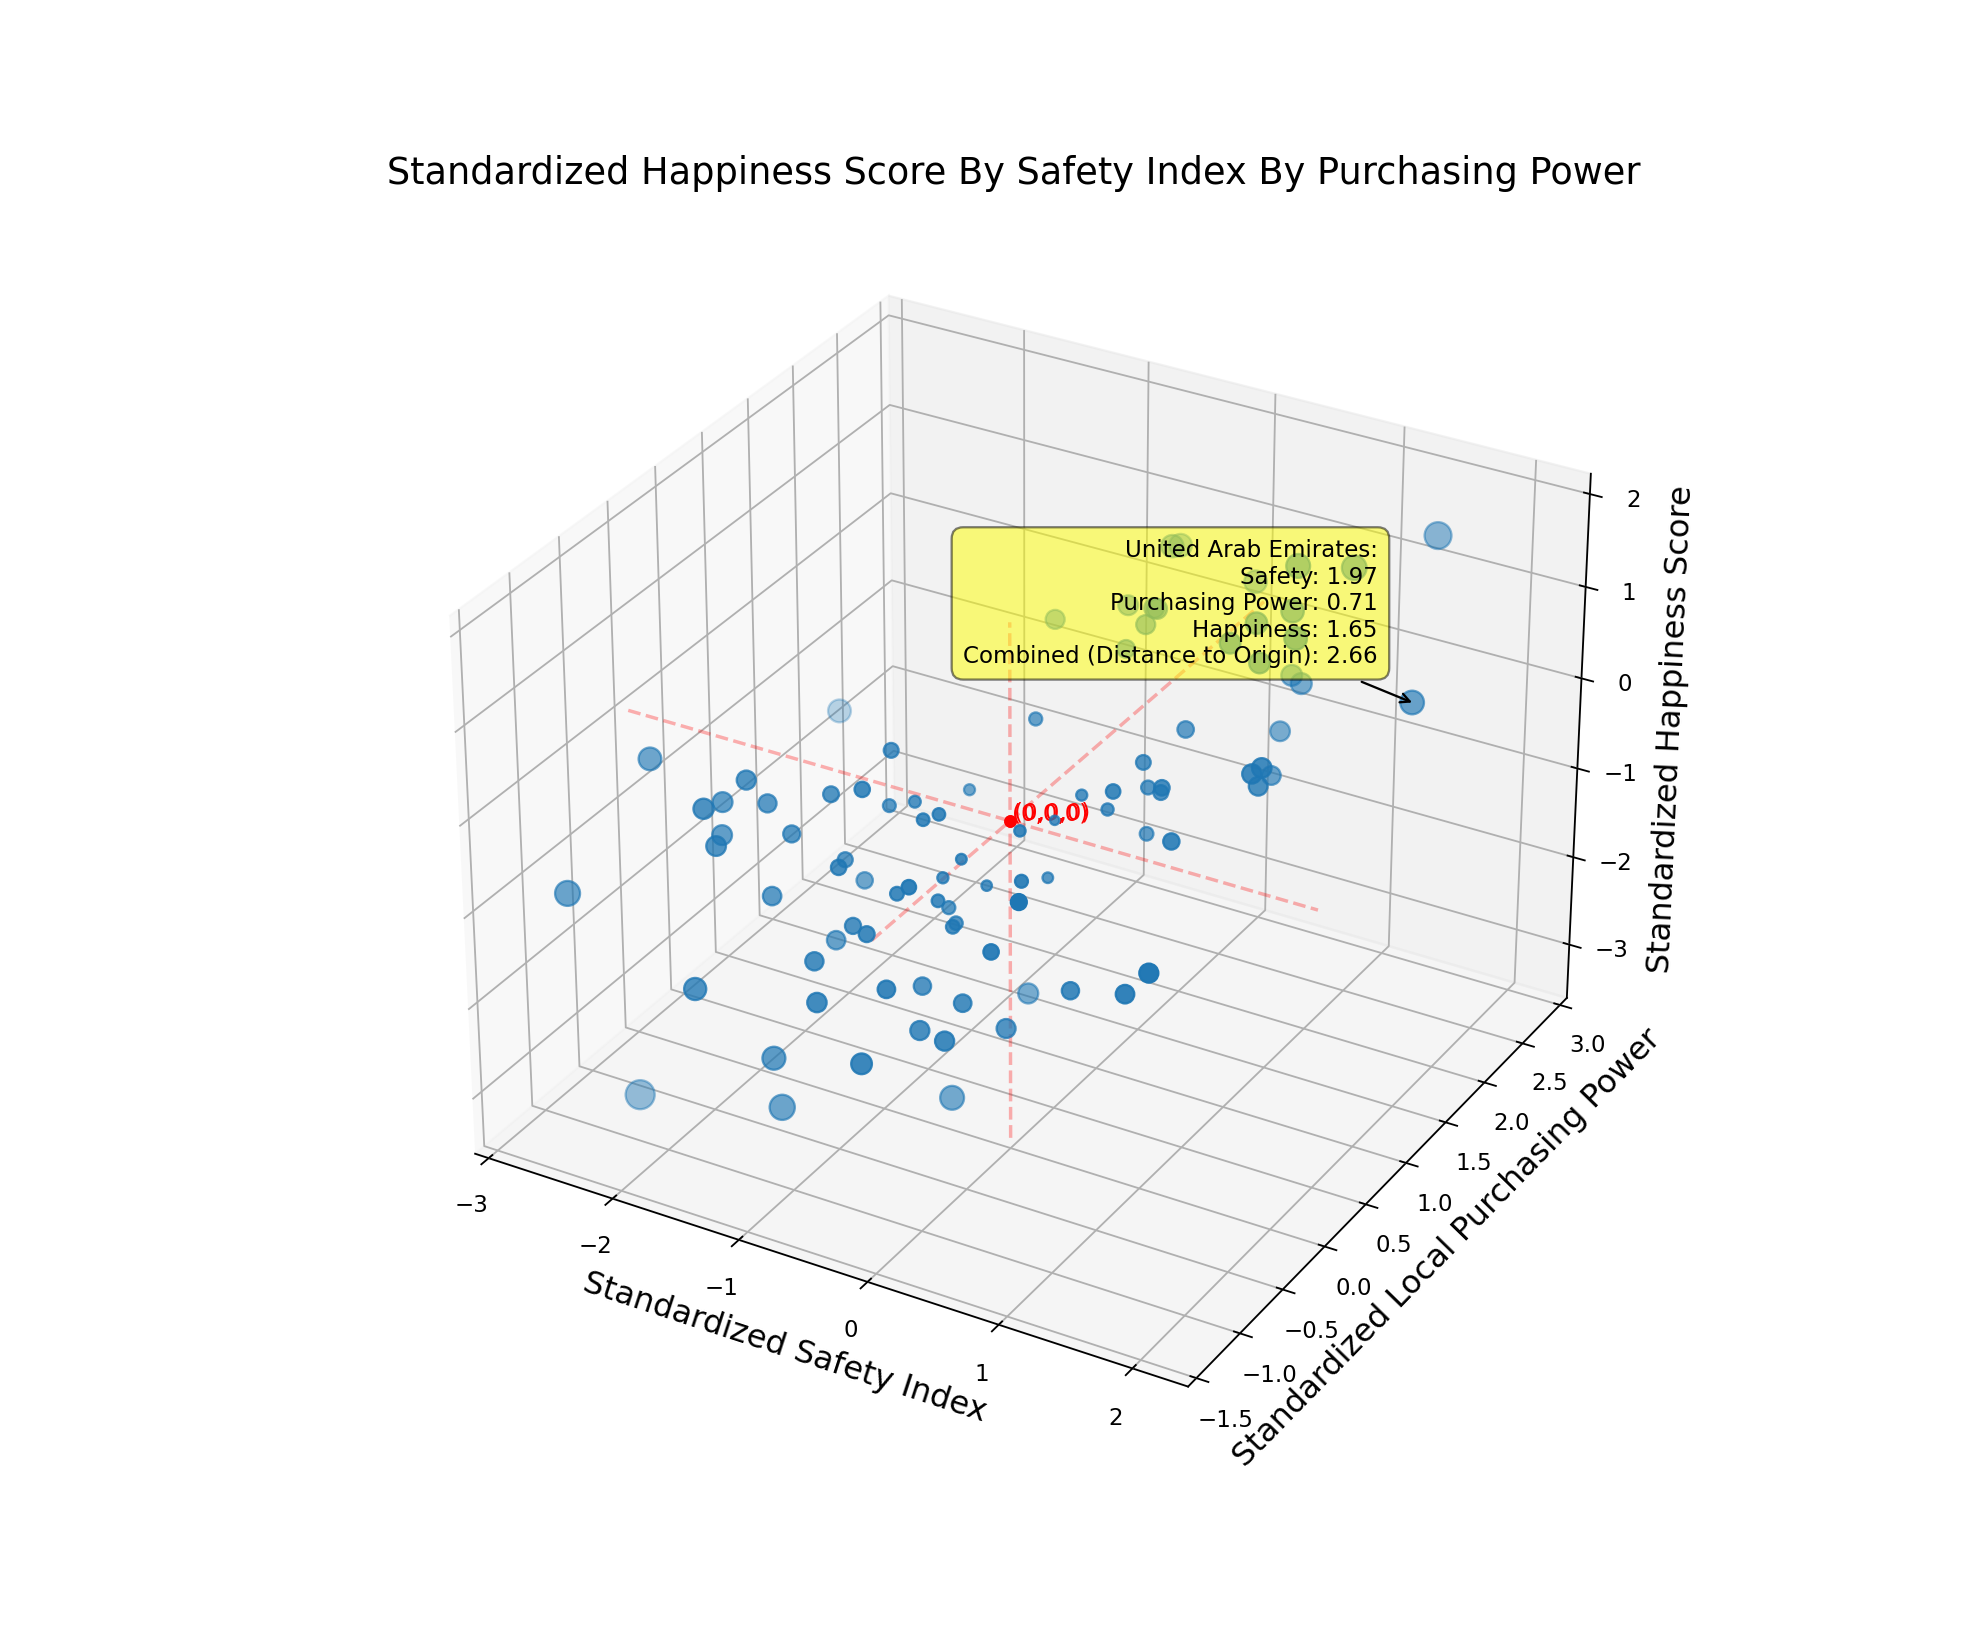 Standardized Happiness Score By Safety Index By Purchasing Power
United Arab Emirates:
Safety: 1.97
Purchasing Power: 0.71
Happiness: 1.65
Combined (Distance to Origin): 2.66
(0,0,0)
2
1
0
−1
−2
−3
Standardized Happiness Score
3.0
2.5
2.0
1.5
1.0
0.5
0.0
−0.5
−1.0
−1.5
Standardized Local Purchasing Power
−3
−2
−1
0
1
2
Standardized Safety Index